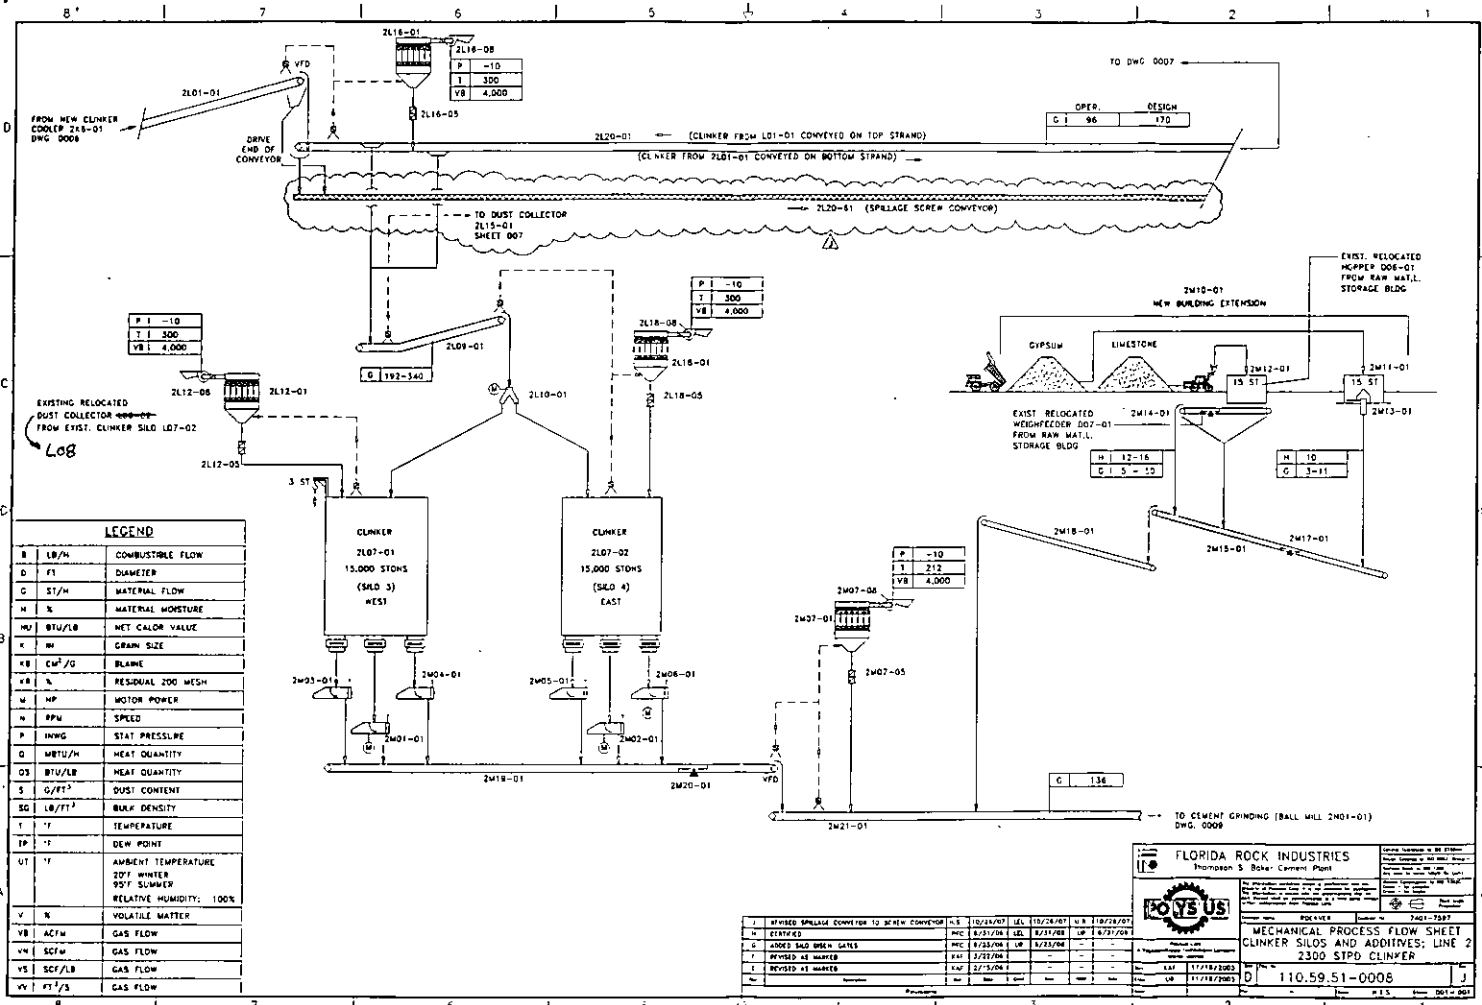 8 7 6 5 4 3 2 1
2L16-01
2L16-08
P -10
T 300
VB 4,000
2L16-05
VFD
2L01-01
FROM NEW CLINKER
COOLER 2K6-01
DWG 0006
DRIVE
END OF
CONVEYOR
TO DWG 0007
OPER. DESIGN
G 96 170
2L20-01 (CLINKER FROM L01-01 CONVEYED ON TOP STRAND)
(CLINKER FROM 2L01-01 CONVEYED ON BOTTOM STRAND)
2L20-61 (SPILLAGE SCREW CONVEYOR)
J
TO DUST COLLECTOR
2L15-01
SHEET 007
2L09-01
G 192-340
M 2L10-01
P -10
T 300
VB 4,000
2L18-08
2L18-01
2L18-05
P -10
T 300
VB 4,000
2L12-06
2L12-01
EXISTING RELOCATED
DUST COLLECTOR
FROM EXIST. CLINKER SILO L07-02
L08
2L12-05
3 ST
CLINKER
2L07-01
15,000 STONS
(SILO 3)
WEST
CLINKER
2L07-02
15,000 STONS
(SILO 4)
EAST
2M03-01
2M04-01
M 2M01-01
2M05-01
2M06-01
M
M 2M02-01
2M19-01
2M20-01
VFD
EXIST. RELOCATED
HOPPER D06-01
FROM RAW MAT,L.
STORAGE BLDG
2M10-01
NEW BUILDING EXTENSION
GYPSUM
LIMESTONE
2M12-01
15 ST
2M11-01
15 ST
2M13-01
EXIST RELOCATED
WEIGHFEEDER D07-01
FROM RAW MAT,L.
STORAGE BLDG
2M14-01
H 12-16
G 5 - 50
H 10
G 3-11
2M18-01
2M15-01
2M17-01
P -10
T 212
VB 4,000
2M07-08
2M07-01
2M07-05
G 136
2M21-01
TO CEMENT GRINDING (BALL MILL 2N01-01)
DWG. 0009
LEGEND
B LB/H COMBUSTIBLE FLOW
D FT DIAMETER
G ST/H MATERIAL FLOW
H % MATERIAL MOISTURE
HU BTU/LB NET CALOR VALUE
K IN GRAIN SIZE
KB CM²/G BLAINE
KR % RESIDUAL 200 MESH
M HP MOTOR POWER
N RPM SPEED
P INWG STAT PRESSURE
Q MBTU/H HEAT QUANTITY
QS BTU/LB HEAT QUANTITY
S G/FT³ DUST CONTENT
SG LB/FT³ BULK DENSITY
T °F TEMPERATURE
TP °F DEW POINT
UT °F AMBIENT TEMPERATURE
20°F WINTER
95°F SUMMER
RELATIVE HUMIDITY: 100%
V % VOLATILE MATTER
VB ACFM GAS FLOW
VN SCFM GAS FLOW
VS SCF/LB GAS FLOW
VV FT³/S GAS FLOW
J REVISED SPILLAGE CONVEYOR TO SCREW CONVEYOR
H CERTIFIED
G ADDED SILO
F REVISED AS MARKED
E REVISED AS MARKED
FLORIDA ROCK INDUSTRIES
Thompson S. Baker Cement Plant
POLYSIUS
MECHANICAL PROCESS FLOW SHEET
CLINKER SILOS AND ADDITIVES; LINE 2
2300 STPD CLINKER
D 110.59.51-0008 J